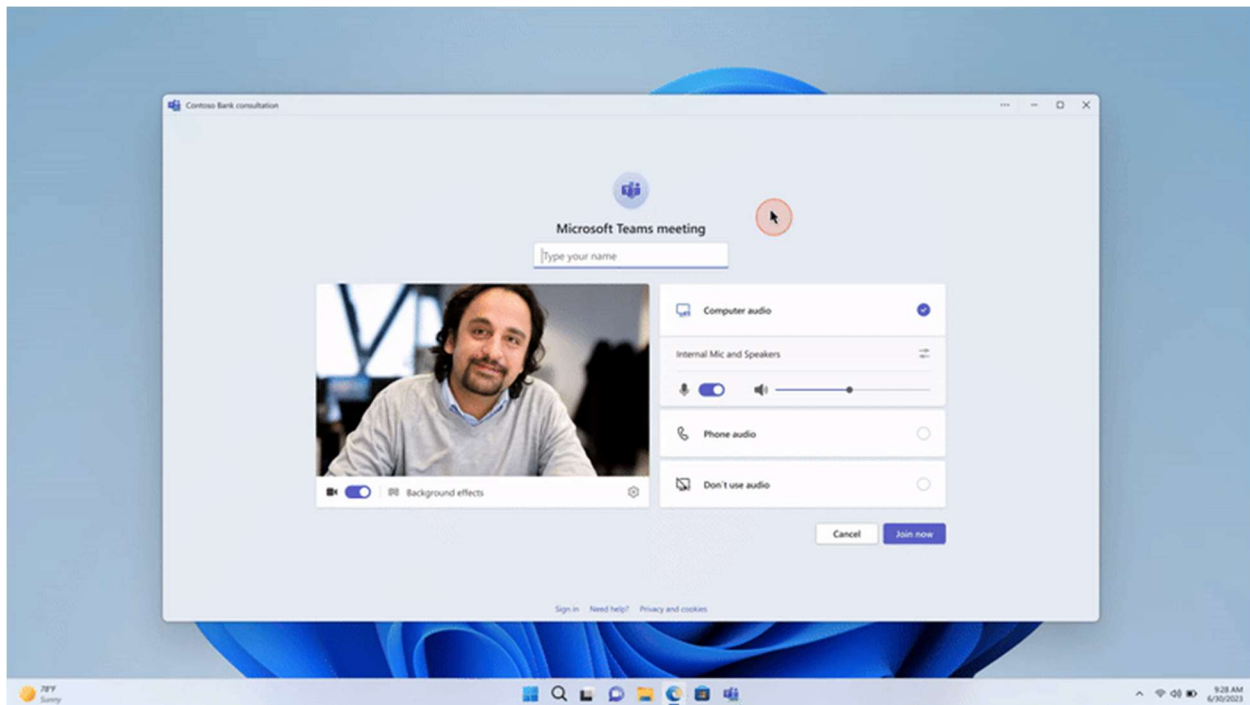 Contoso Bank consultation
Microsoft Teams meeting
Type your name
Computer audio
Internal Mic and Speakers
Phone audio
Don't use audio
Background effects
Cancel
Join now
Sign in
Need help?
Privacy and cookies
78°F
Sunny
9:28 AM
6/30/2023